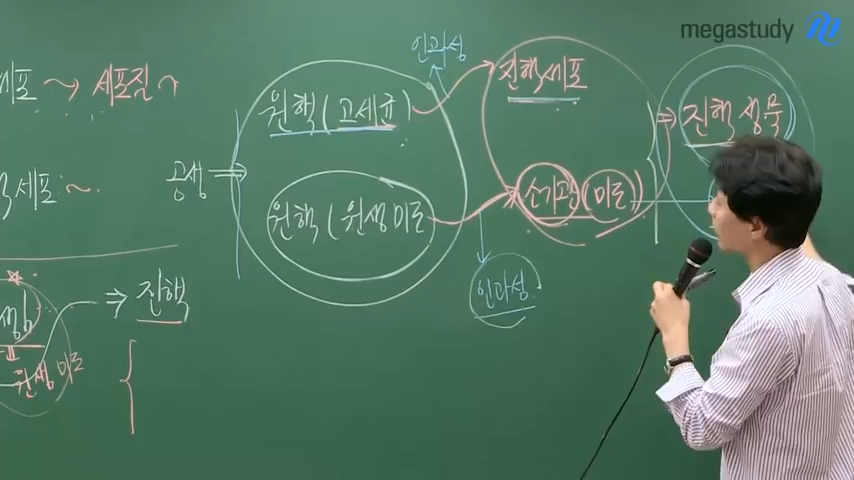 megastudy
인과성
세포 ~> 세포질
원핵(고세균)
진핵세포
=> 진핵생물
공생 =>
원핵(원생미토
소기관(미토)
세포 ~
인과성
=> 진핵
원생미토